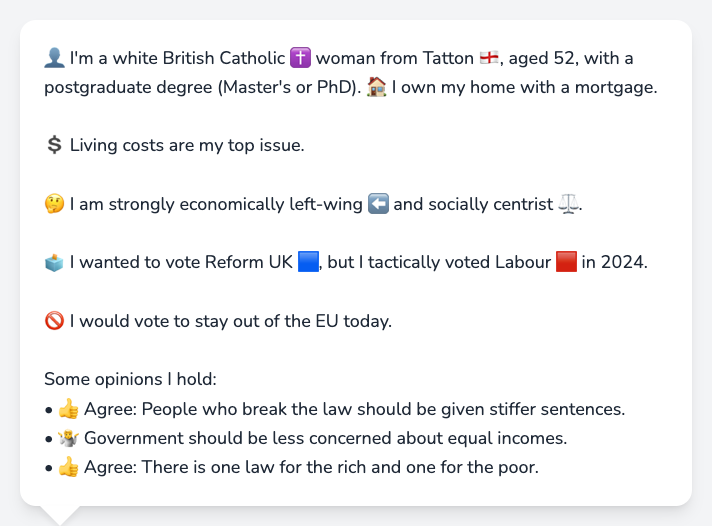 👤 I'm a white British Catholic ✝️ woman from Tatton 🏴󠁧󠁢󠁥󠁮󠁧󠁿, aged 52, with a
postgraduate degree (Master's or PhD). 🏠 I own my home with a mortgage.
💲 Living costs are my top issue.
🤔 I am strongly economically left-wing ⬅️ and socially centrist ⚖️.
🗳️ I wanted to vote Reform UK 🟦, but I tactically voted Labour 🟥 in 2024.
🚫 I would vote to stay out of the EU today.
Some opinions I hold:
• 👍 Agree: People who break the law should be given stiffer sentences.
• 🤷 Government should be less concerned about equal incomes.
• 👍 Agree: There is one law for the rich and one for the poor.